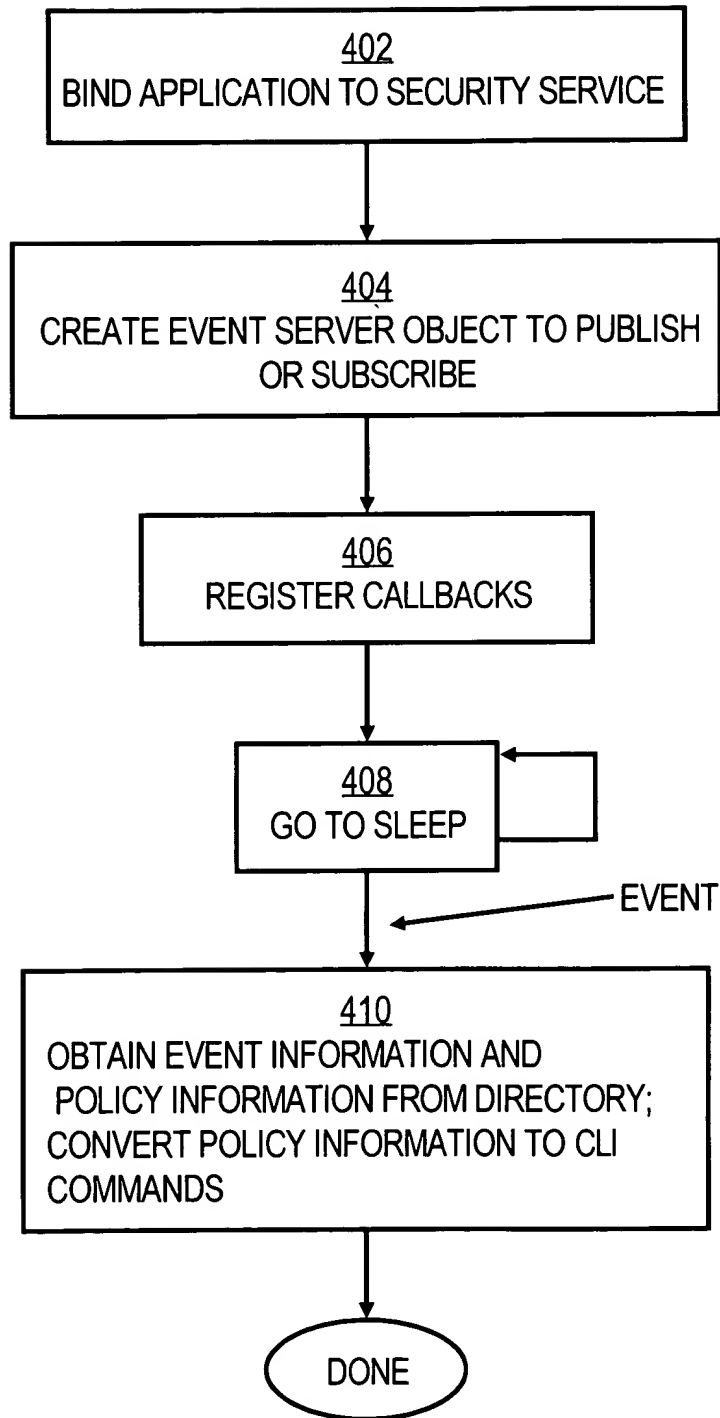 402
BIND APPLICATION TO SECURITY SERVICE
404
CREATE EVENT SERVER OBJECT TO PUBLISH
OR SUBSCRIBE
406
REGISTER CALLBACKS
408
GO TO SLEEP
EVENT
410
OBTAIN EVENT INFORMATION AND
POLICY INFORMATION FROM DIRECTORY;
CONVERT POLICY INFORMATION TO CLI
COMMANDS
DONE